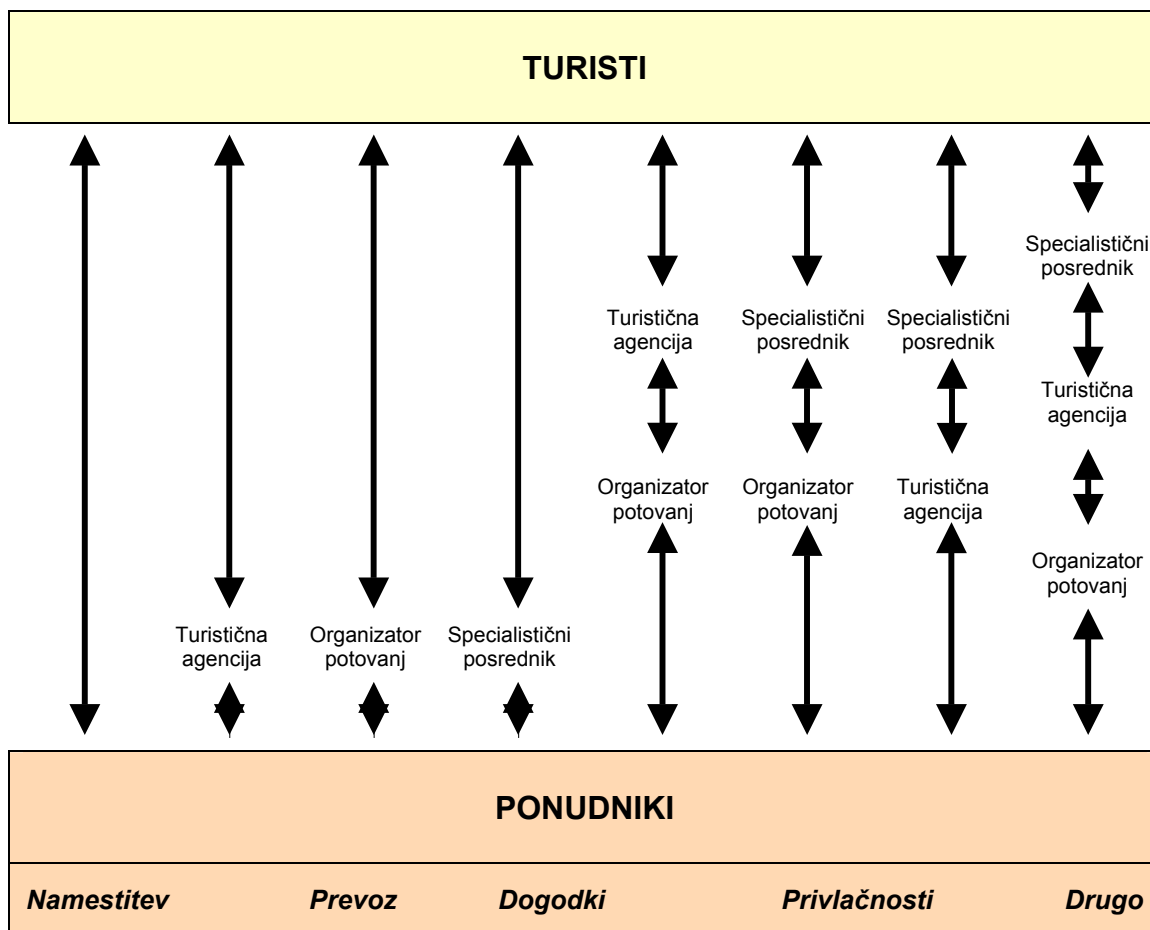 TURISTI
Specialistični
posrednik
Turistična
agencija
Specialistični
posrednik
Specialistični
posrednik
Turistična
agencija
Organizator
potovanj
Organizator
potovanj
Turistična
agencija
Organizator
potovanj
Turistična
agencija
Organizator
potovanj
Specialistični
posrednik
PONUDNIKI
Namestitev Prevoz Dogodki Privlačnosti Drugo